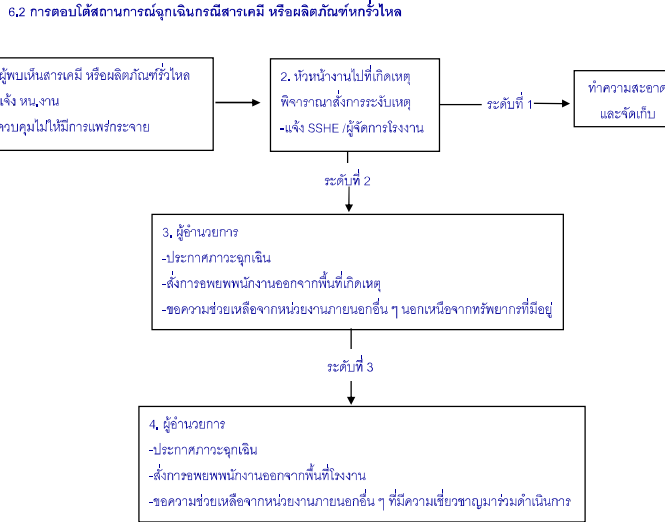 6.2 การตอบโต้สถานการณ์ฉุกเฉินกรณีสารเคมี หรือผลิตภัณฑ์หกรั่วไหล
ผู้พบเห็นสารเคมี หรือผลิตภัณฑ์รั่วไหล
แจ้ง หน.งาน
ควบคุมไม่ให้มีการแพร่กระจาย
2. หัวหน้างานไปที่เกิดเหตุ
พิจาราณาสั่งการระงับเหตุ
-แจ้ง SSHE /ผู้จัดการโรงงาน
ระดับที่ 1
ทำความสะอาด
และจัดเก็บ
ระดับที่ 2
3. ผู้อำนวยการ
-ประกาศภาวะฉุกเฉิน
-สั่งการอพยพพนักงานออกจากพื้นที่เกิดเหตุ
-ขอความช่วยเหลือจากหน่วยงานภายนอกอื่น ๆ นอกเหนือจากทรัพยากรที่มีอยู่
ระดับที่ 3
4. ผู้อำนวยการ
-ประกาศภาวะฉุกเฉิน
-สั่งการอพยพพนักงานออกจากพื้นที่โรงงาน
-ขอความช่วยเหลือจากหน่วยงานภายนอกอื่น ๆ ที่มีความเชี่ยวชาญมาร่วมดำเนินการ